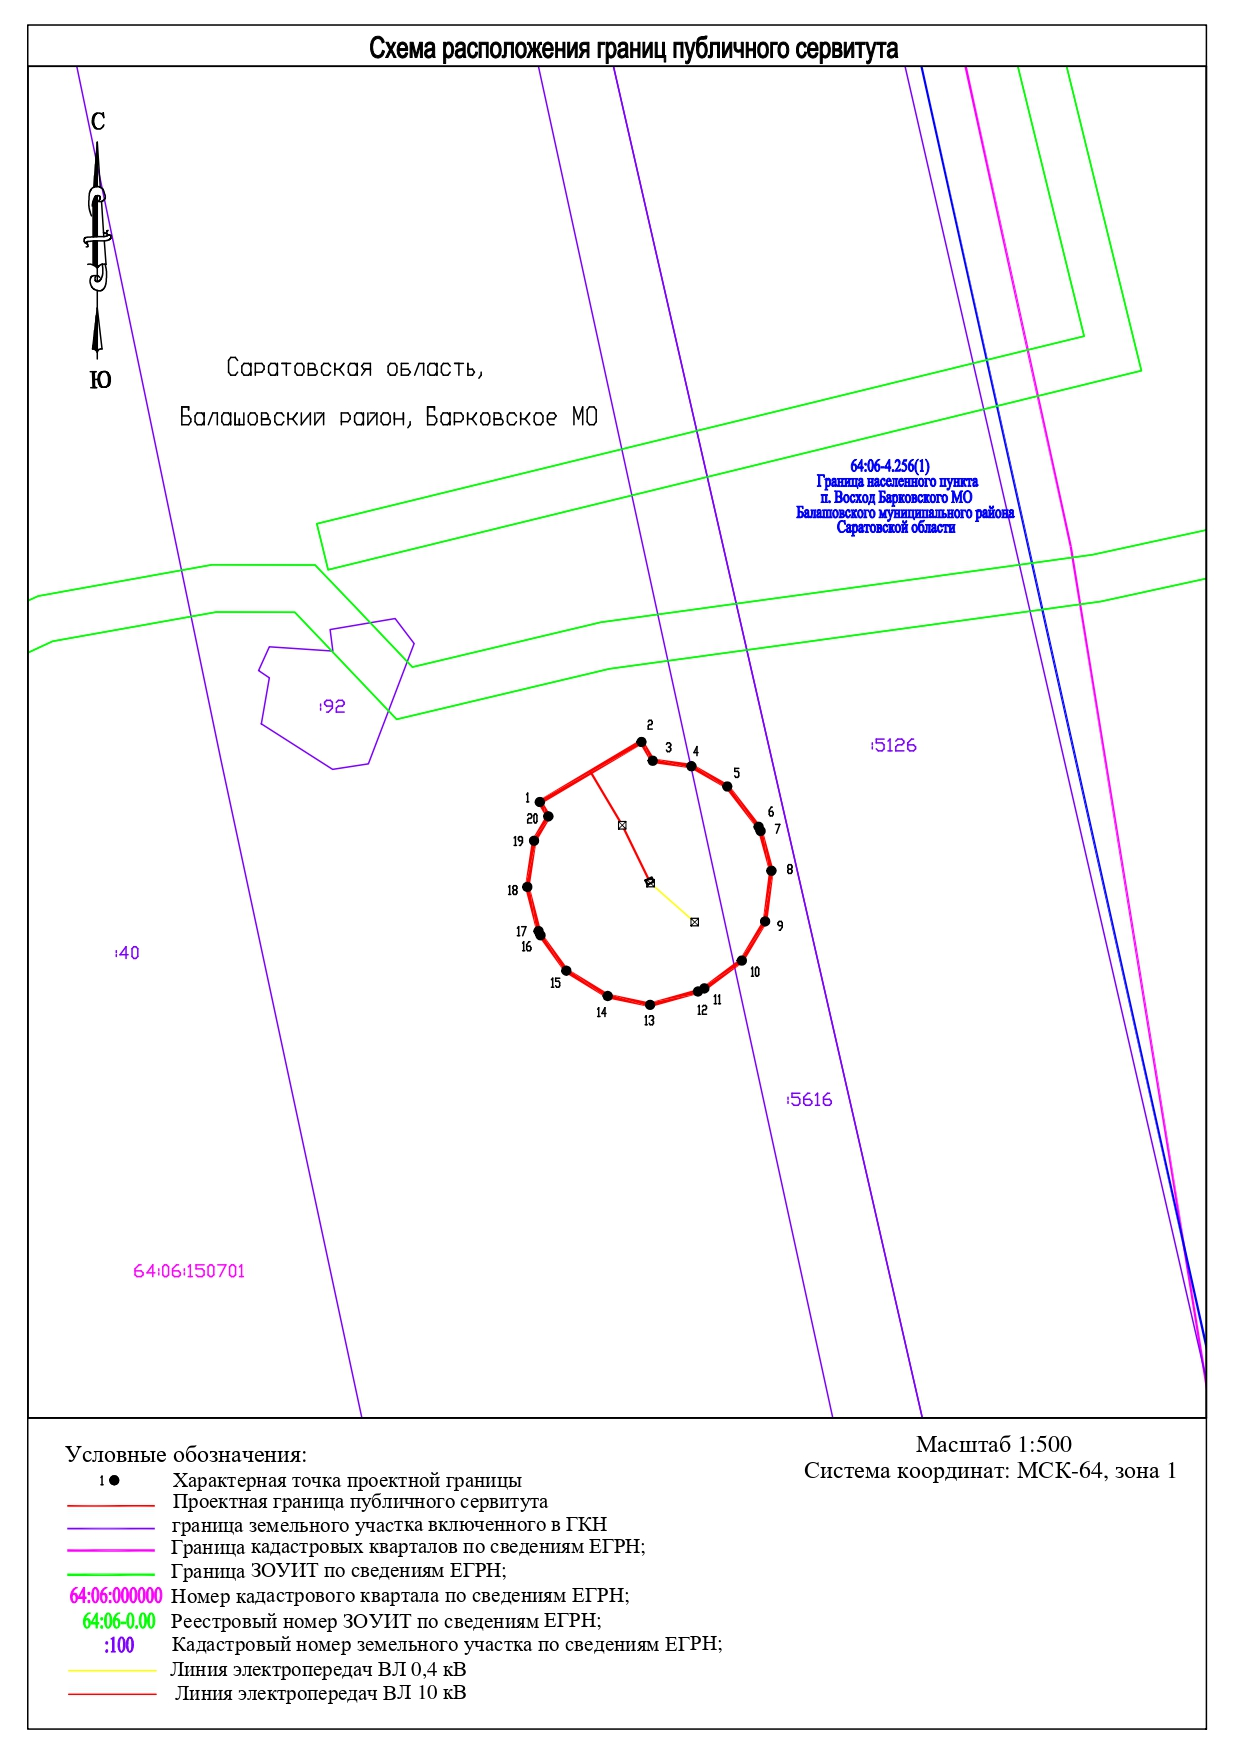 Схема расположения границ публичного сервитута
С
Ю
Саратовская область,
Балашовский район, Барковское МО
64:06-4.256(1)
Граница населенного пункта
п. Восход Барковского МО
Балашовского муниципального района
Саратовской области
:92
:5126
2
3
4
5
1
20
6
7
19
8
18
9
17
16
:40
10
15
11
14
12
13
:5616
64:06:150701
Условные обозначения:
Масштаб 1:500
Система координат: МСК-64, зона 1
1 Характерная точка проектной границы
Проектная граница публичного сервитута
граница земельного участка включенного в ГКН
Граница кадастровых кварталов по сведениям ЕГРН;
Граница ЗОУИТ по сведениям ЕГРН;
64:06:000000 Номер кадастрового квартала по сведениям ЕГРН;
64:06-0.00 Реестровый номер ЗОУИТ по сведениям ЕГРН;
:100 Кадастровый номер земельного участка по сведениям ЕГРН;
Линия электропередач ВЛ 0,4 кВ
Линия электропередач ВЛ 10 кВ